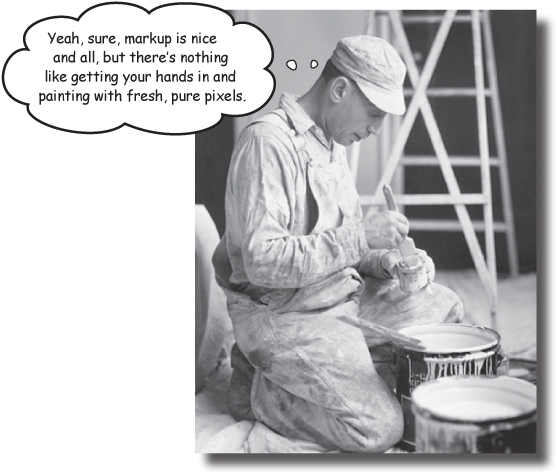 Yeah, sure, markup is nice
and all, but there's nothing
like getting your hands in and
painting with fresh, pure pixels.